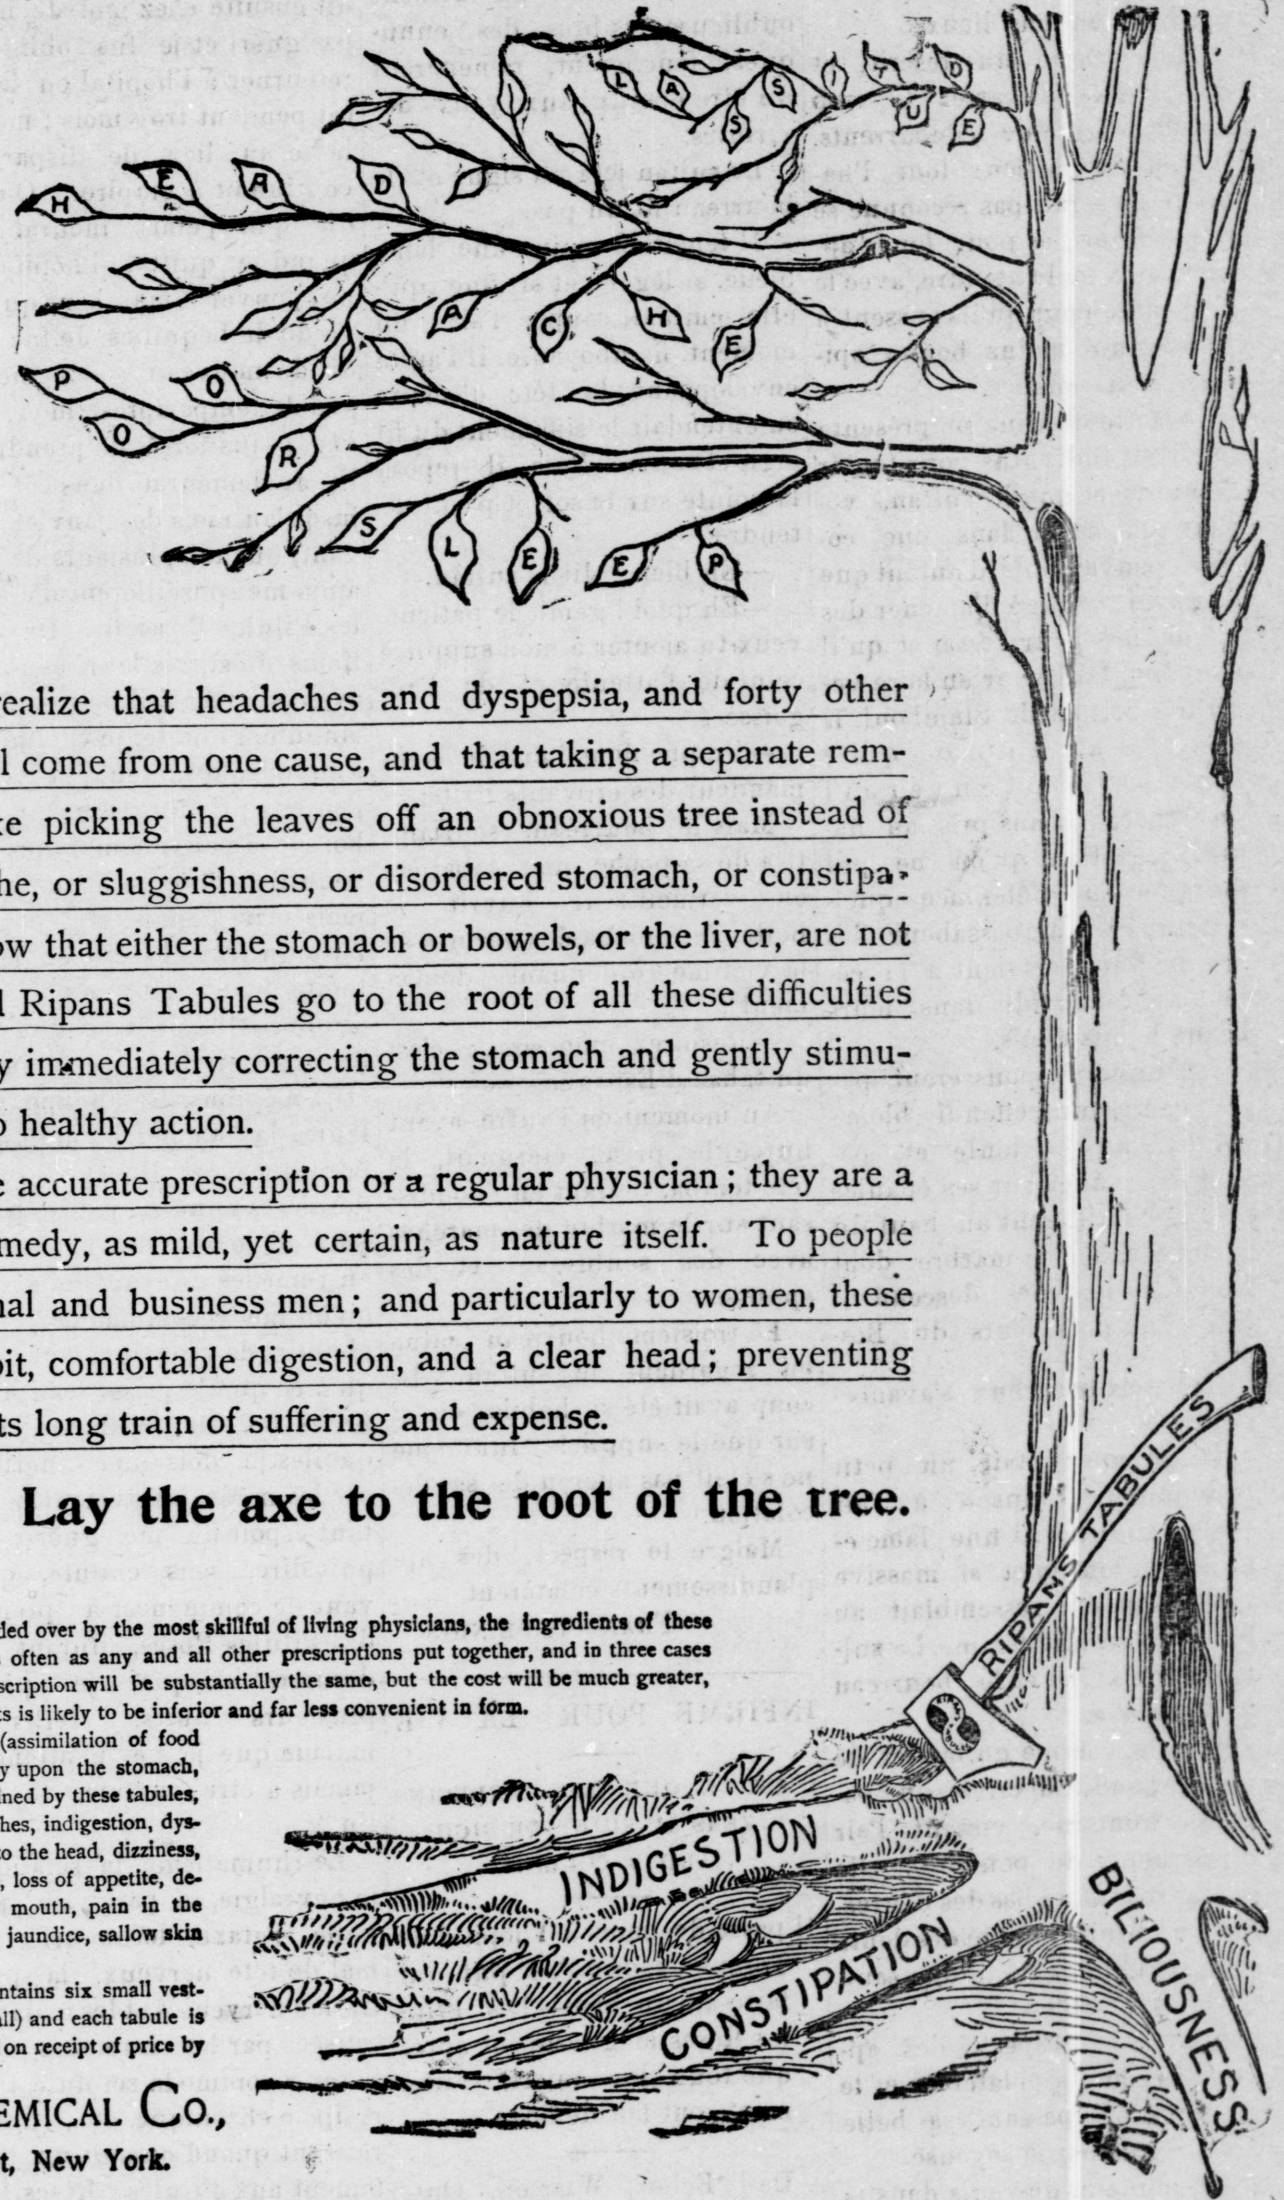 LASSITUDE
HEAD
ACHE
POOR
SLEEP
realize that headaches and dyspepsia, and forty other
l come from one cause, and that taking a separate rem-
e picking the leaves off an obnoxious tree instead of
he, or sluggishness, or disordered stomach, or constipa-
ow that either the stomach or bowels, or the liver, are not
l Ripans Tabules go to the root of all these difficulties
y immediately correcting the stomach and gently stimu-
o healthy action.
e accurate prescription or a regular physician; they are a
medy, as mild, yet certain, as nature itself. To people
nal and business men; and particularly to women, these
bit, comfortable digestion, and a clear head; preventing
ts long train of suffering and expense.
Lay the axe to the root of the tree.
RIPANS TABULES
ded over by the most skillful of living physicians, the ingredients of these
often as any and all other prescriptions put together, and in three cases
scription will be substantially the same, but the cost will be much greater,
ts is likely to be inferior and far less convenient in form.
(assimilation of food
y upon the stomach,
ined by these tabules,
hes, indigestion, dys-
o the head, dizziness,
, loss of appetite, de-
mouth, pain in the
jaundice, sallow skin
ntains six small vest-
all) and each tabule is
on receipt of price by
EMICAL CO.,
t, New York.
RIPANS
TABULES
INDIGESTION
CONSTIPATION
BILIOUSNESS